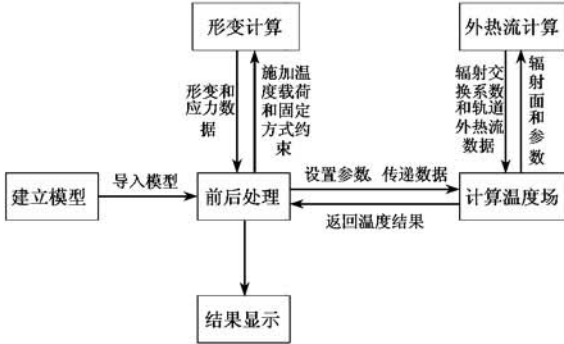 形变计算
外热流计算
形变和
应力数
据
施加温
度载荷
和固定
方式约
束
辐射交
换系数
和轨道
外热流
数据
辐
射
面
和
参
数
建立模型
导入模型
前后处理
设置参数、传递数据
返回温度结果
计算温度场
结果显示